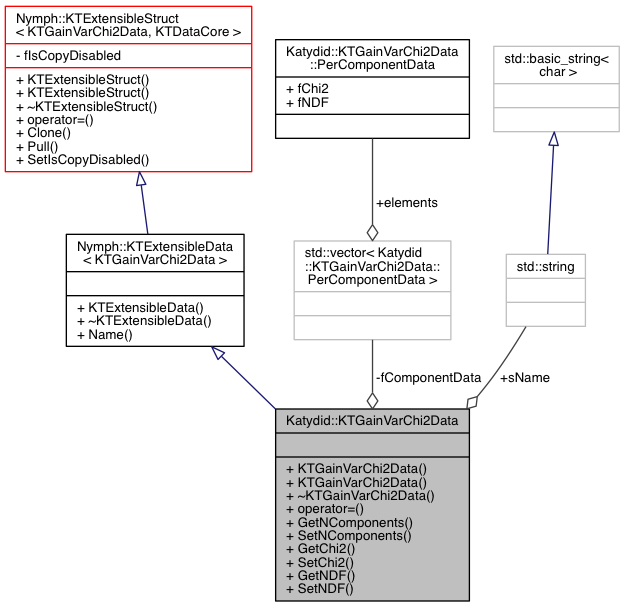 Nymph::KTExtensibleStruct
< KTGainVarChi2Data, KTDataCore >
- fIsCopyDisabled
+ KTExtensibleStruct()
+ KTExtensibleStruct()
+ ~KTExtensibleStruct()
+ operator=()
+ Clone()
+ Pull()
+ SetIsCopyDisabled()
Katydid::KTGainVarChi2Data
::PerComponentData
+ fChi2
+ fNDF
std::basic_string<
char >
+elements
Nymph::KTExtensibleData
< KTGainVarChi2Data >
+ KTExtensibleData()
+ ~KTExtensibleData()
+ Name()
std::vector< Katydid
::KTGainVarChi2Data::
PerComponentData >
std::string
-fComponentData
+sName
Katydid::KTGainVarChi2Data
+ KTGainVarChi2Data()
+ KTGainVarChi2Data()
+ ~KTGainVarChi2Data()
+ operator=()
+ GetNComponents()
+ SetNComponents()
+ GetChi2()
+ SetChi2()
+ GetNDF()
+ SetNDF()